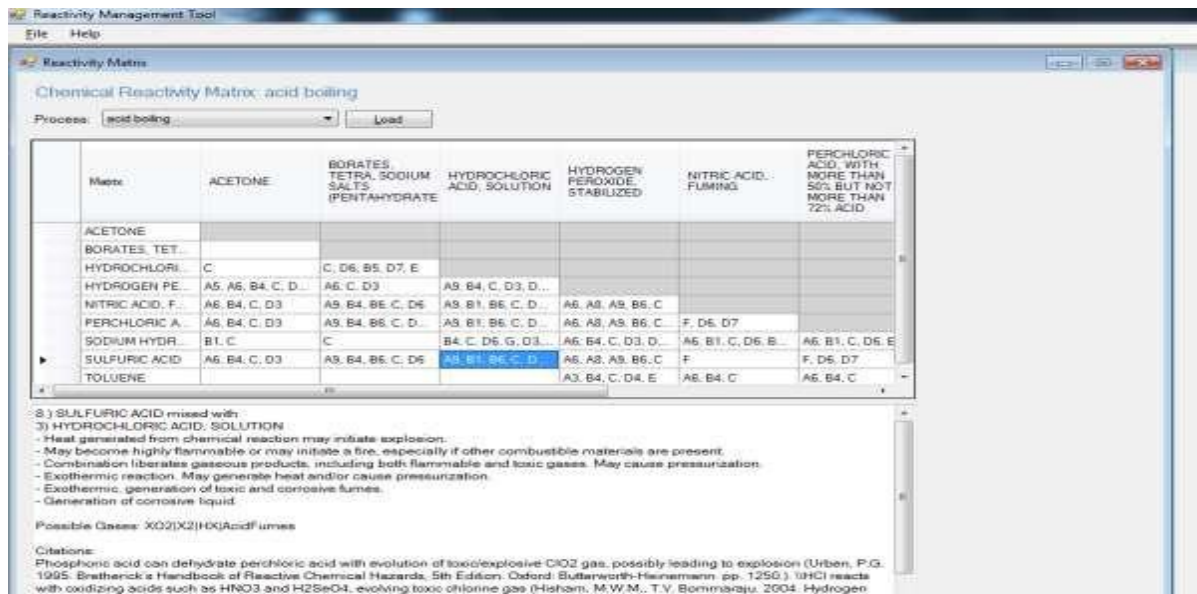 Reactivity Management Tool
File Help
Reactivity Matrix
Chemical Reactivity Matrix: acid boiling
Process: acid boiling Load
Matrix ACETONE BORATES, TETRA, SODIUM SALTS (PENTAHYDRATE HYDROCHLORIC ACID, SOLUTION HYDROGEN PEROXIDE, STABILIZED NITRIC ACID, FUMING PERCHLORIC ACID, WITH MORE THAN 50% BUT NOT MORE THAN 72% ACID
ACETONE
BORATES, TET...
HYDROCHLORI... C C, D6, B5, D7, E
HYDROGEN PE... A5, A6, B4, C, D... A6, C, D3 A9, B4, C, D3, D...
NITRIC ACID, F... A6, B4, C, D3 A9, B4, B6, C, D6 A9, B1, B6, C, D... A6, A8, A9, B6, C
PERCHLORIC A... A6, B4, C, D3 A9, B4, B6, C, D... A9, B1, B6, C, D... A6, A8, A9, B6, C F, D6, D7
SODIUM HYDR... B1, C C B4, C, D6, G, D3... A6, B4, C, D3, D... A6, B1, C, D6, B... A6, B1, C, D6, E
SULFURIC ACID A6, B4, C, D3 A9, B4, B6, C, D6 A9, B1, B6, C, D... A6, A8, A9, B6, C F F, D6, D7
TOLUENE A3, B4, C, D4, E A6, B4, C A6, B4, C
8.) SULFURIC ACID mixed with
3) HYDROCHLORIC ACID, SOLUTION
- Heat generated from chemical reaction may initiate explosion.
- May become highly flammable or may initiate a fire, especially if other combustible materials are present.
- Combination liberates gaseous products, including both flammable and toxic gases. May cause pressurization.
- Exothermic reaction. May generate heat and/or cause pressurization.
- Exothermic, generation of toxic and corrosive fumes.
- Generation of corrosive liquid
Possible Gases: XO2|X2|HX|AcidFumes
Citations:
Phosphoric acid can dehydrate perchloric acid with evolution of toxic/explosive ClO2 gas, possibly leading to explosion (Urben, P.G.
1995. Bretherick's Handbook of Reactive Chemical Hazards, 5th Edition. Oxford: Butterworth-Heinemann. pp. 1250.) \\HCl reacts
with oxidizing acids such as HNO3 and H2SeO4, evolving toxic chlorine gas (Hisham, M.W.M., T.V. Bommaraju. 2004. Hydrogen